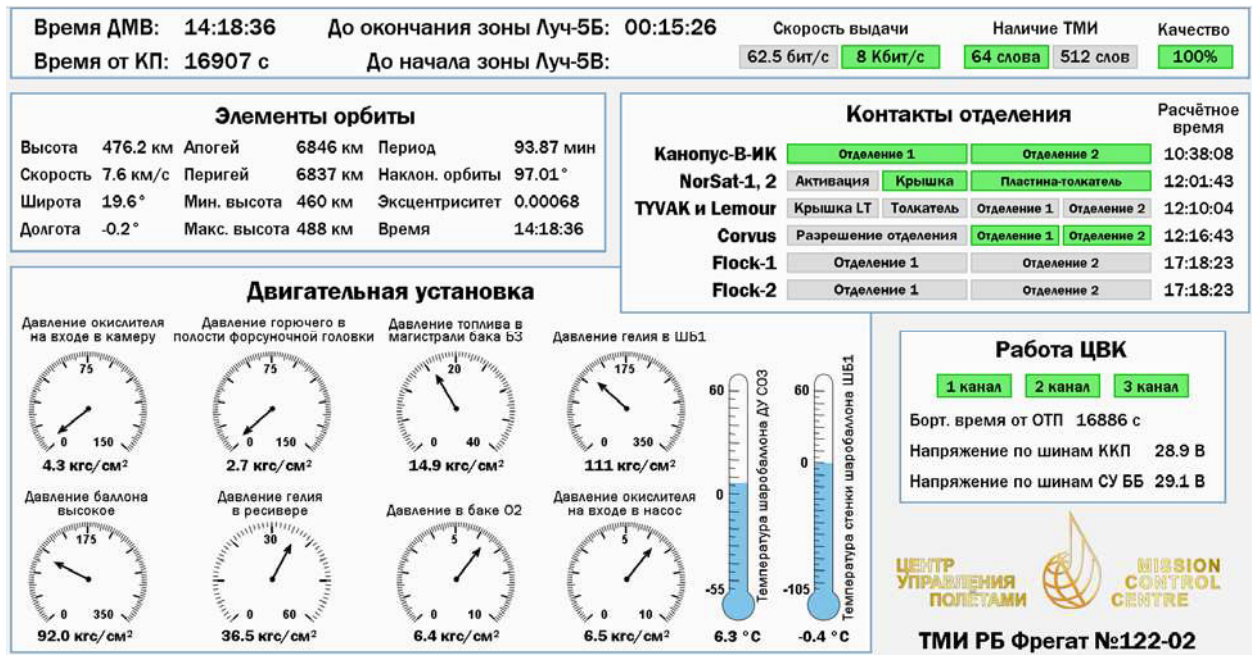 Время ДМВ: 14:18:36 До окончания зоны Луч-5Б: 00:15:26 Скорость выдачи Наличие ТМИ Качество
Время от КП: 16907 с До начала зоны Луч-5В: 62.5 бит/с 8 Кбит/с 64 слова 512 слов 100%
Элементы орбиты
Высота 476.2 км Апогей 6846 км Период 93.87 мин
Скорость 7.6 км/с Перигей 6837 км Наклон. орбиты 97.01°
Широта 19.6° Мин. высота 460 км Эксцентриситет 0.00068
Долгота -0.2° Макс. высота 488 км Время 14:18:36
Контакты отделения Расчётное
время
Канопус-В-ИК Отделение 1 Отделение 2 10:38:08
NorSat-1, 2 Активация Крышка Пластина-толкатель 12:01:43
TYVAK и Lemour Крышка LT Толкатель Отделение 1 Отделение 2 12:10:04
Corvus Разрешение отделения Отделение 1 Отделение 2 12:16:43
Flock-1 Отделение 1 Отделение 2 17:18:23
Flock-2 Отделение 1 Отделение 2 17:18:23
Двигательная установка
Давление окислителя
на входе в камеру
75
0 150
4.3 кгс/см²
Давление горючего в
полости форсуночной головки
75
0 150
2.7 кгс/см²
Давление топлива в
магистрали бака Б3
20
0 40
14.9 кгс/см²
Давление гелия в ШБ1
175
0 350
111 кгс/см²
Давление баллона
высокое
175
0 350
92.0 кгс/см²
Давление гелия
в ресивере
30
0 60
36.5 кгс/см²
Давление в баке О2
5
0 10
6.4 кгс/см²
Давление окислителя
на входе в насос
5
0 10
6.5 кгс/см²
60
0
-55
Температура шаробаллона ДУ СОЗ
6.3 °C
60
0
-105
Температура стенки шаробаллона ШБ1
-0.4 °C
Работа ЦВК
1 канал 2 канал 3 канал
Борт. время от ОТП 16886 с
Напряжение по шинам ККП 28.9 В
Напряжение по шинам СУ ББ 29.1 В
ЦЕНТР
УПРАВЛЕНИЯ
ПОЛЁТАМИ
MISSION
CONTROL
CENTRE
ТМИ РБ Фрегат №122-02